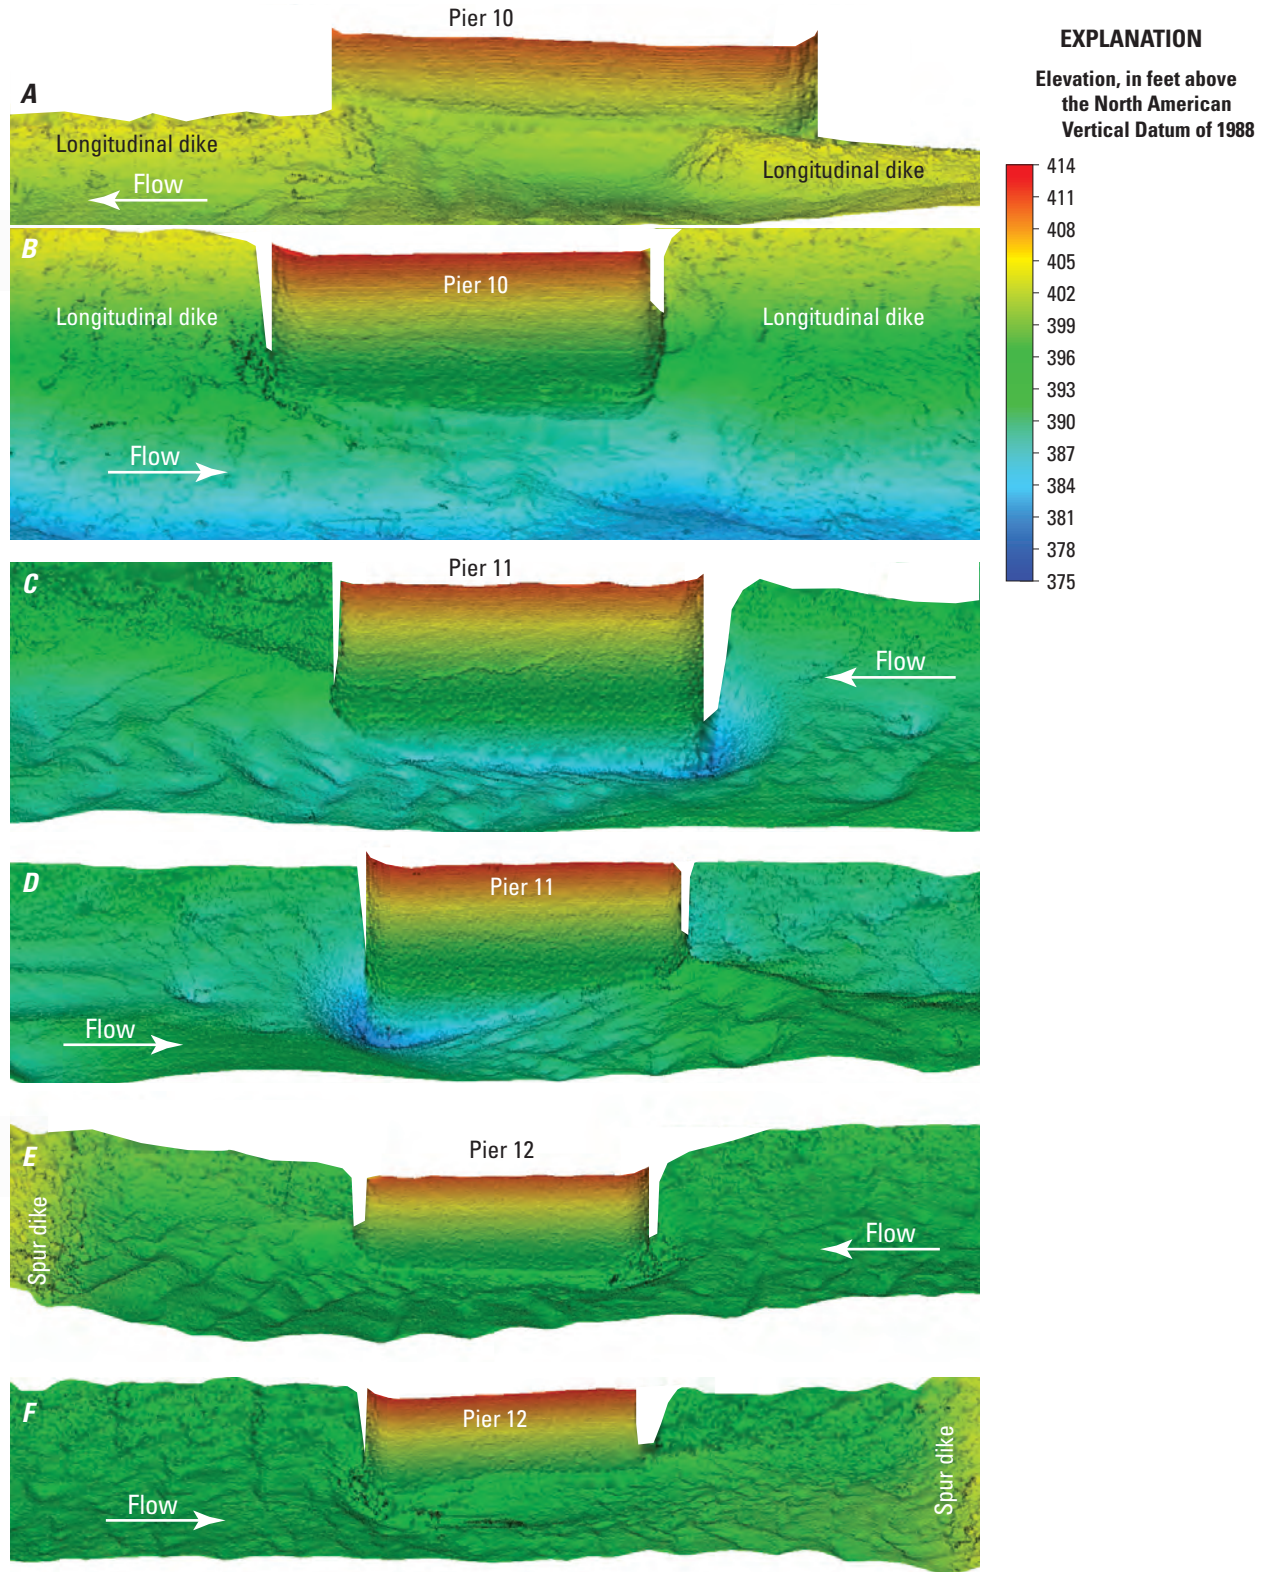 Pier 10
A
Longitudinal dike
Longitudinal dike
Flow
B
Pier 10
Longitudinal dike
Longitudinal dike
Flow
C
Pier 11
Flow
D
Pier 11
Flow
E
Pier 12
Spur dike
Flow
F
Pier 12
Spur dike
Flow
EXPLANATION
Elevation, in feet above
the North American
Vertical Datum of 1988
414
411
408
405
402
399
396
393
390
387
384
381
378
375